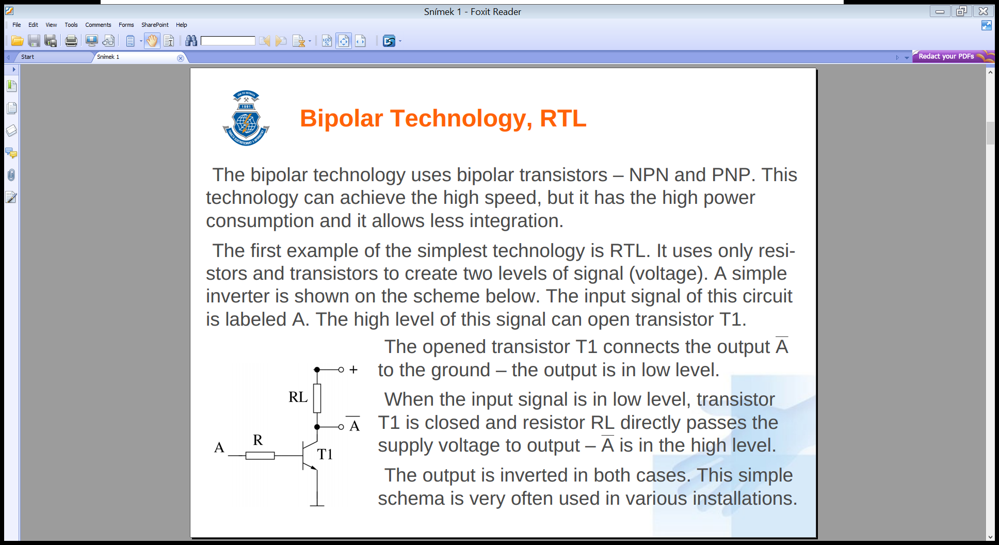 Snímek 1 - Foxit Reader
File Edit View Tools Comments Forms SharePoint Help
Start Snímek 1 Redact your PDFs
VŠB-TU OSTRAVA
1991
FAKULTA ELEKTROTECHNIKY A INFORMATIKY
Bipolar Technology, RTL
The bipolar technology uses bipolar transistors – NPN and PNP. This
technology can achieve the high speed, but it has the high power
consumption and it allows less integration.
The first example of the simplest technology is RTL. It uses only resi-
stors and transistors to create two levels of signal (voltage). A simple
inverter is shown on the scheme below. The input signal of this circuit
is labeled A. The high level of this signal can open transistor T1.
The opened transistor T1 connects the output A̅
to the ground – the output is in low level.
When the input signal is in low level, transistor
T1 is closed and resistor RL directly passes the
supply voltage to output – A̅ is in the high level.
The output is inverted in both cases. This simple
schema is very often used in various installations.
+
RL
A̅
R
A
T1